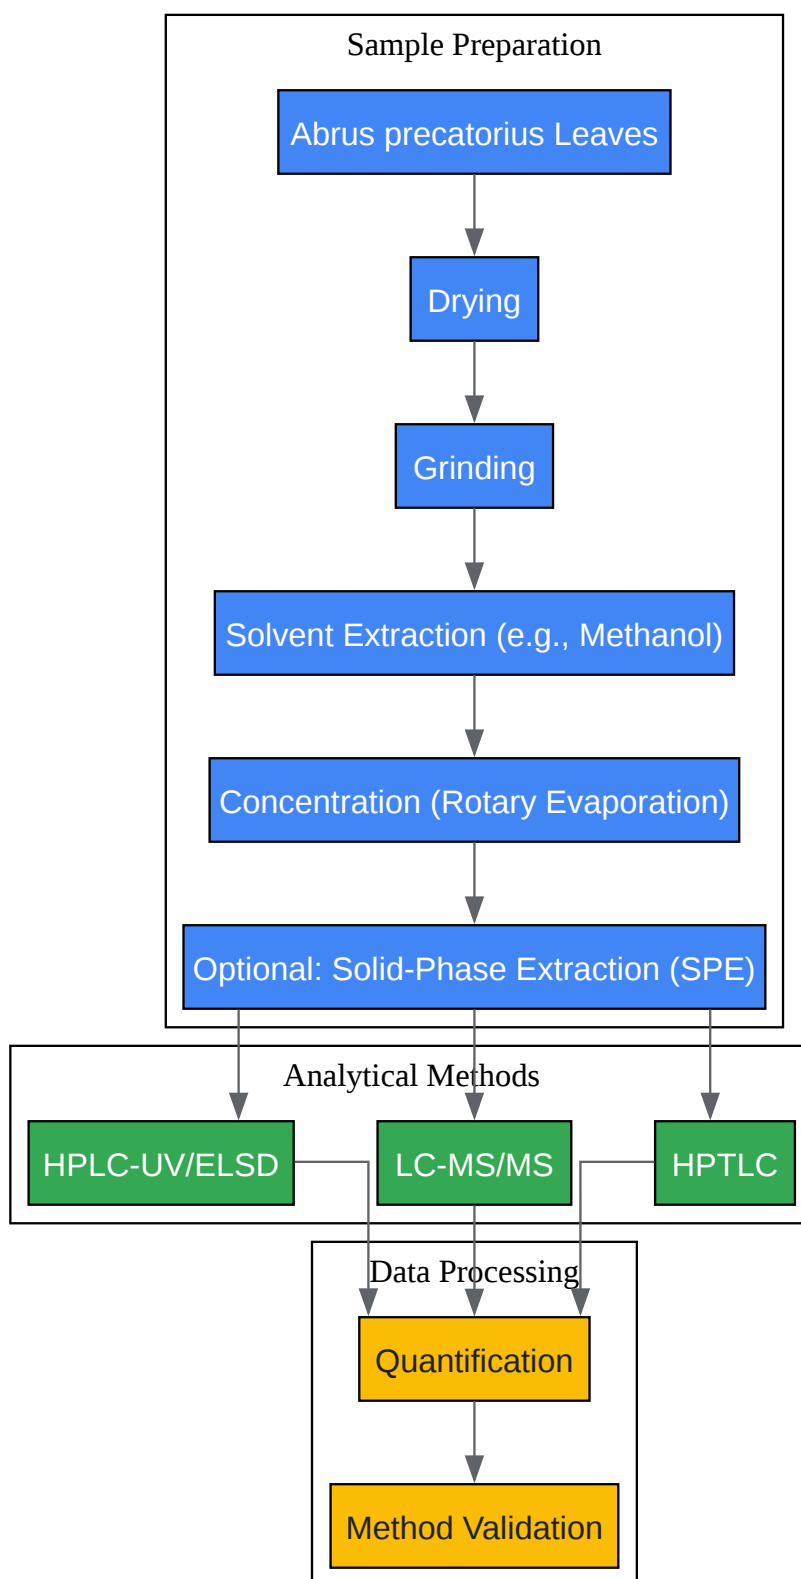 Sample Preparation
Abrus precatorius Leaves
Drying
Grinding
Solvent Extraction (e.g., Methanol)
Concentration (Rotary Evaporation)
Optional: Solid-Phase Extraction (SPE)
Analytical Methods
HPLC-UV/ELSD
LC-MS/MS
HPTLC
Data Processing
Quantification
Method Validation